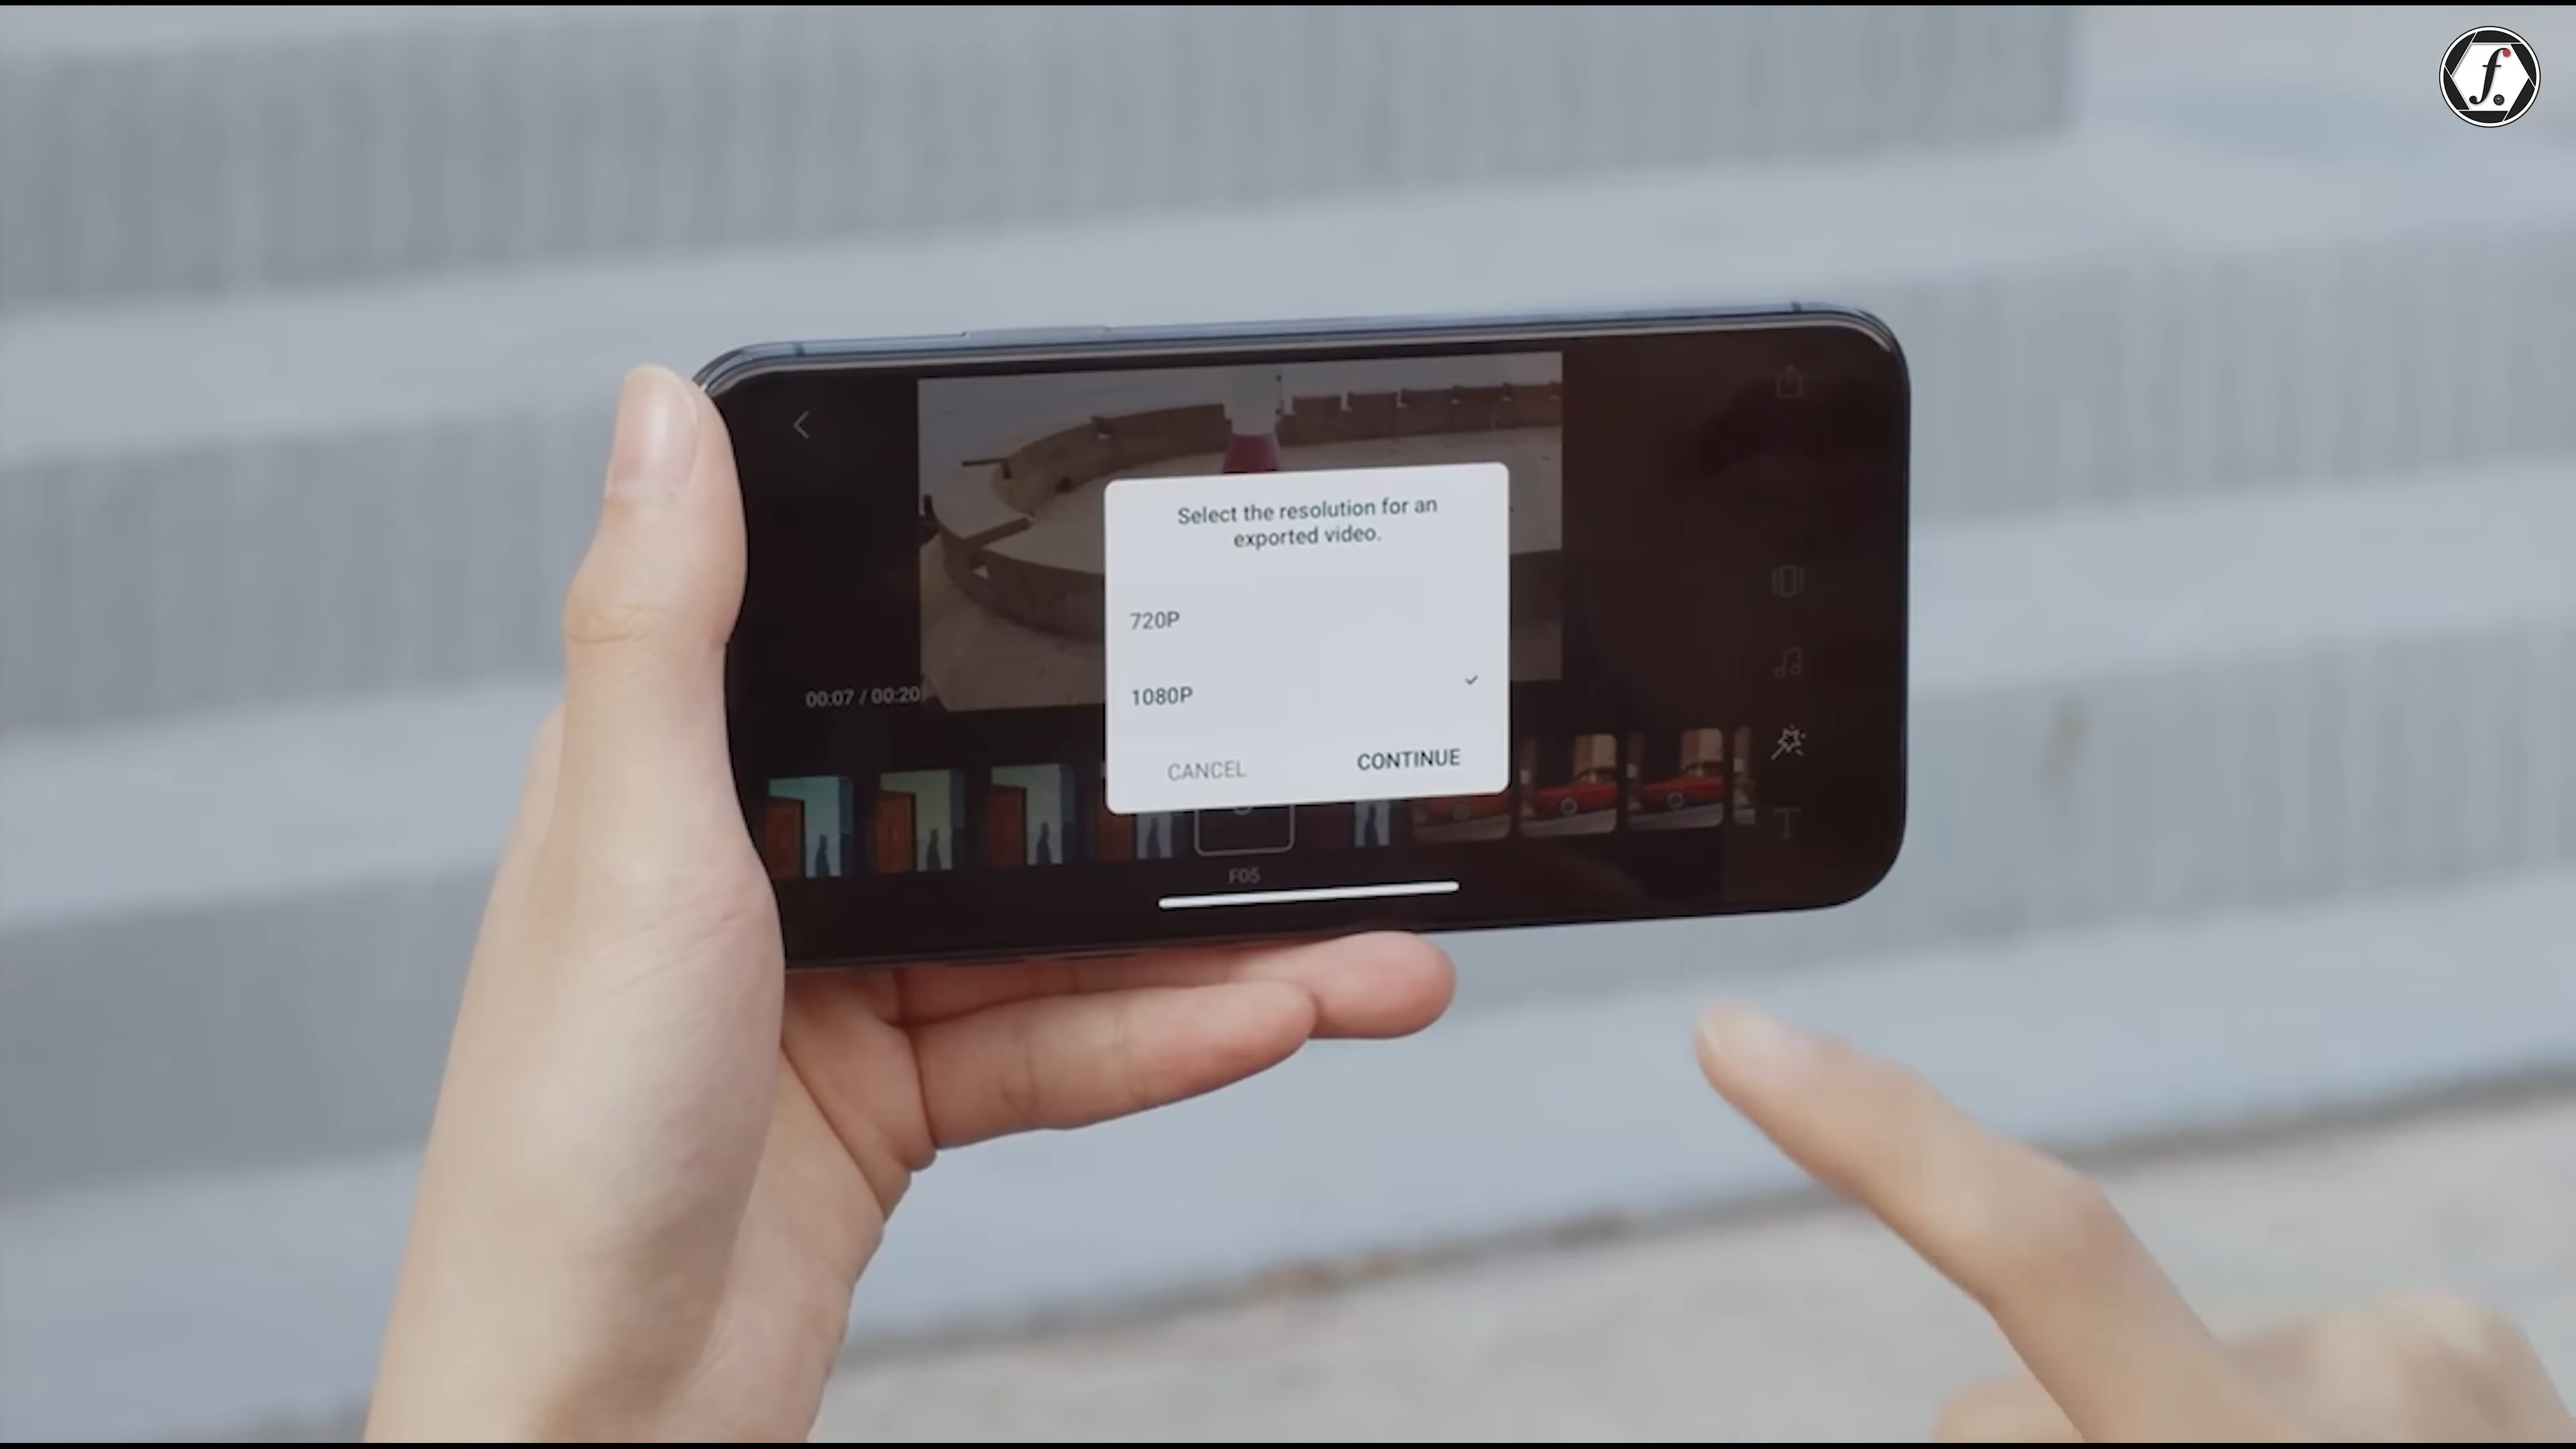 f.
Select the resolution for an
exported video.
720P
1080P
00:07 / 00:20
CANCEL
CONTINUE
T
F05